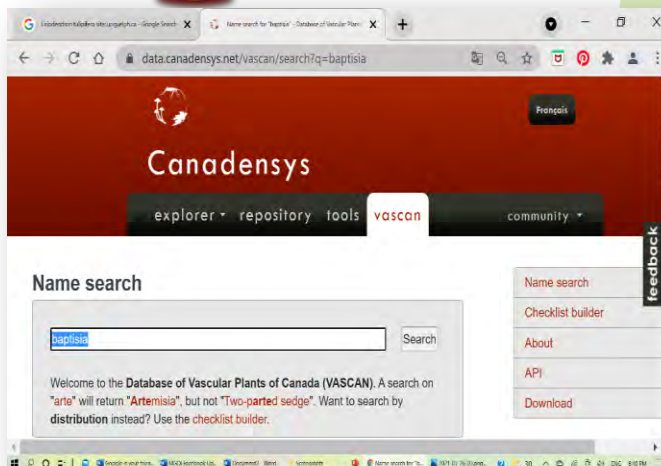 Name search for "baptisia" - Database of Vascular Plan
data.canadensys.net/vascan/search?q=baptisia
Français
Canadensys
explorer repository tools vascan community
feedback
Name search
baptisia
Search
Welcome to the Database of Vascular Plants of Canada (VASCAN). A search on
"arte" will return "Artemisia", but not "Two-parted sedge". Want to search by
distribution instead? Use the checklist builder.
Name search
Checklist builder
About
API
Download